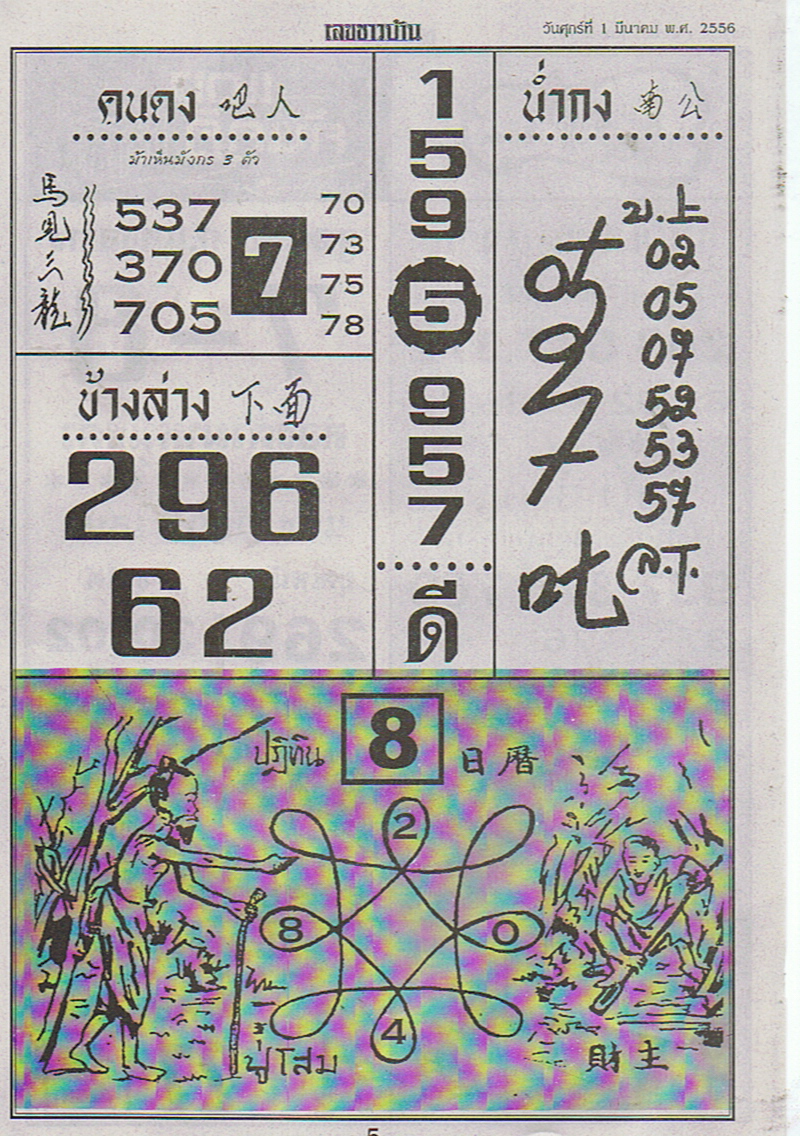 เลขชาวบ้าน
วันศุกร์ที่ 1 มีนาคม พ.ศ. 2556
คนดง 吧人
ม้าเห็นมังกร 3 ตัว
馬見六龍
537
370
705
7
70
73
75
78
ข้างล่าง 下面
296
62
1
5
9
5
9
5
7
ดี
น่ำกง 南公
ม.上
02
05
07
52
53
57
ล.T.
叱
ปฏิทิน 8 日曆
2
8
0
4
ปู่โสม
財主
5